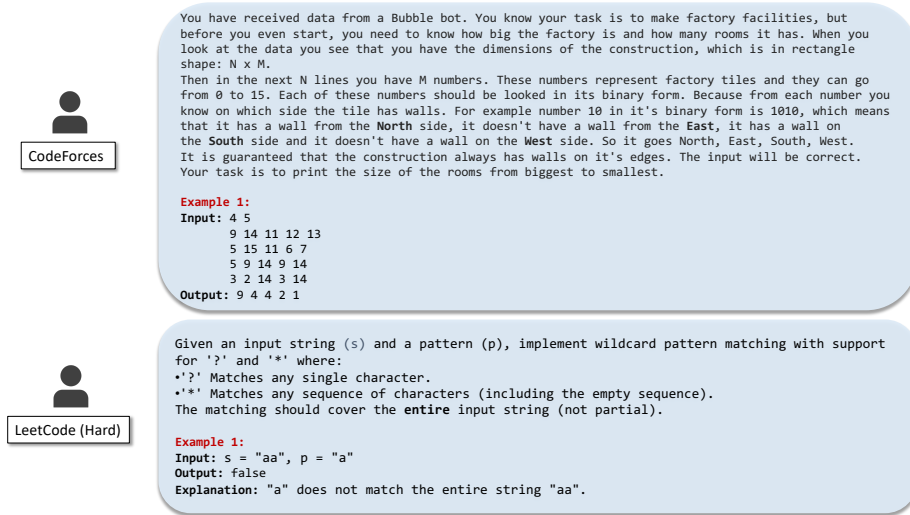 You have received data from a Bubble bot. You know your task is to make factory facilities, but
before you even start, you need to know how big the factory is and how many rooms it has. When you
look at the data you see that you have the dimensions of the construction, which is in rectangle
shape: N x M.
Then in the next N lines you have M numbers. These numbers represent factory tiles and they can go
from 0 to 15. Each of these numbers should be looked in its binary form. Because from each number you
know on which side the tile has walls. For example number 10 in it's binary form is 1010, which means
that it has a wall from the North side, it doesn't have a wall from the East, it has a wall on
the South side and it doesn't have a wall on the West side. So it goes North, East, South, West.
It is guaranteed that the construction always has walls on it's edges. The input will be correct.
Your task is to print the size of the rooms from biggest to smallest.
CodeForces
Example 1:
Input: 4 5
9 14 11 12 13
5 15 11 6 7
5 9 14 9 14
3 2 14 3 14
Output: 9 4 4 2 1
Given an input string (s) and a pattern (p), implement wildcard pattern matching with support
for '?' and '*' where:
•'?' Matches any single character.
•'*' Matches any sequence of characters (including the empty sequence).
The matching should cover the entire input string (not partial).
LeetCode (Hard)
Example 1:
Input: s = "aa", p = "a"
Output: false
Explanation: "a" does not match the entire string "aa".